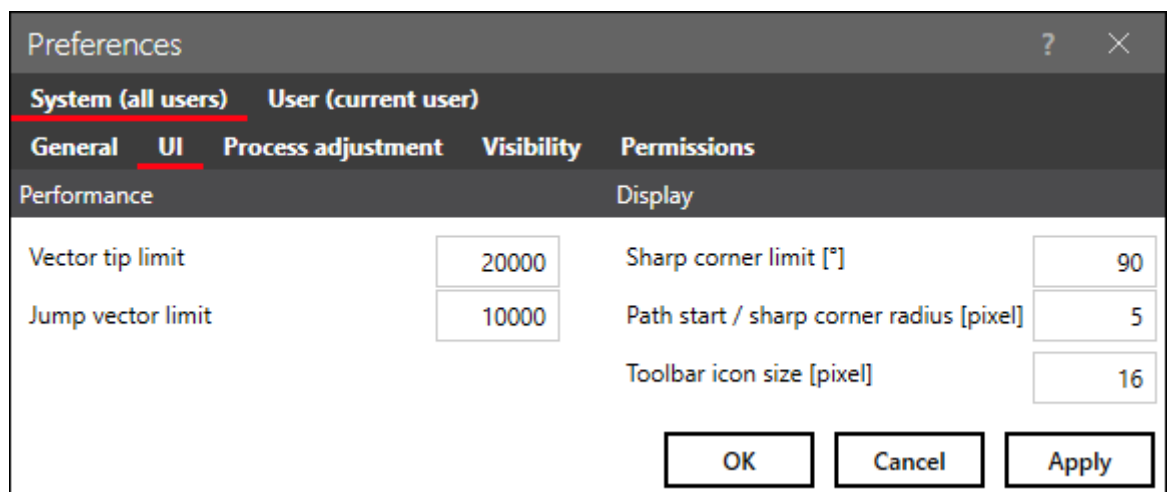 Preferences ?
System (all users) User (current user)
General UI Process adjustment Visibility Permissions
Performance Display
Vector tip limit 20000 Sharp corner limit [°] 90
Jump vector limit 10000 Path start / sharp corner radius [pixel] 5
Toolbar icon size [pixel] 16
OK Cancel Apply